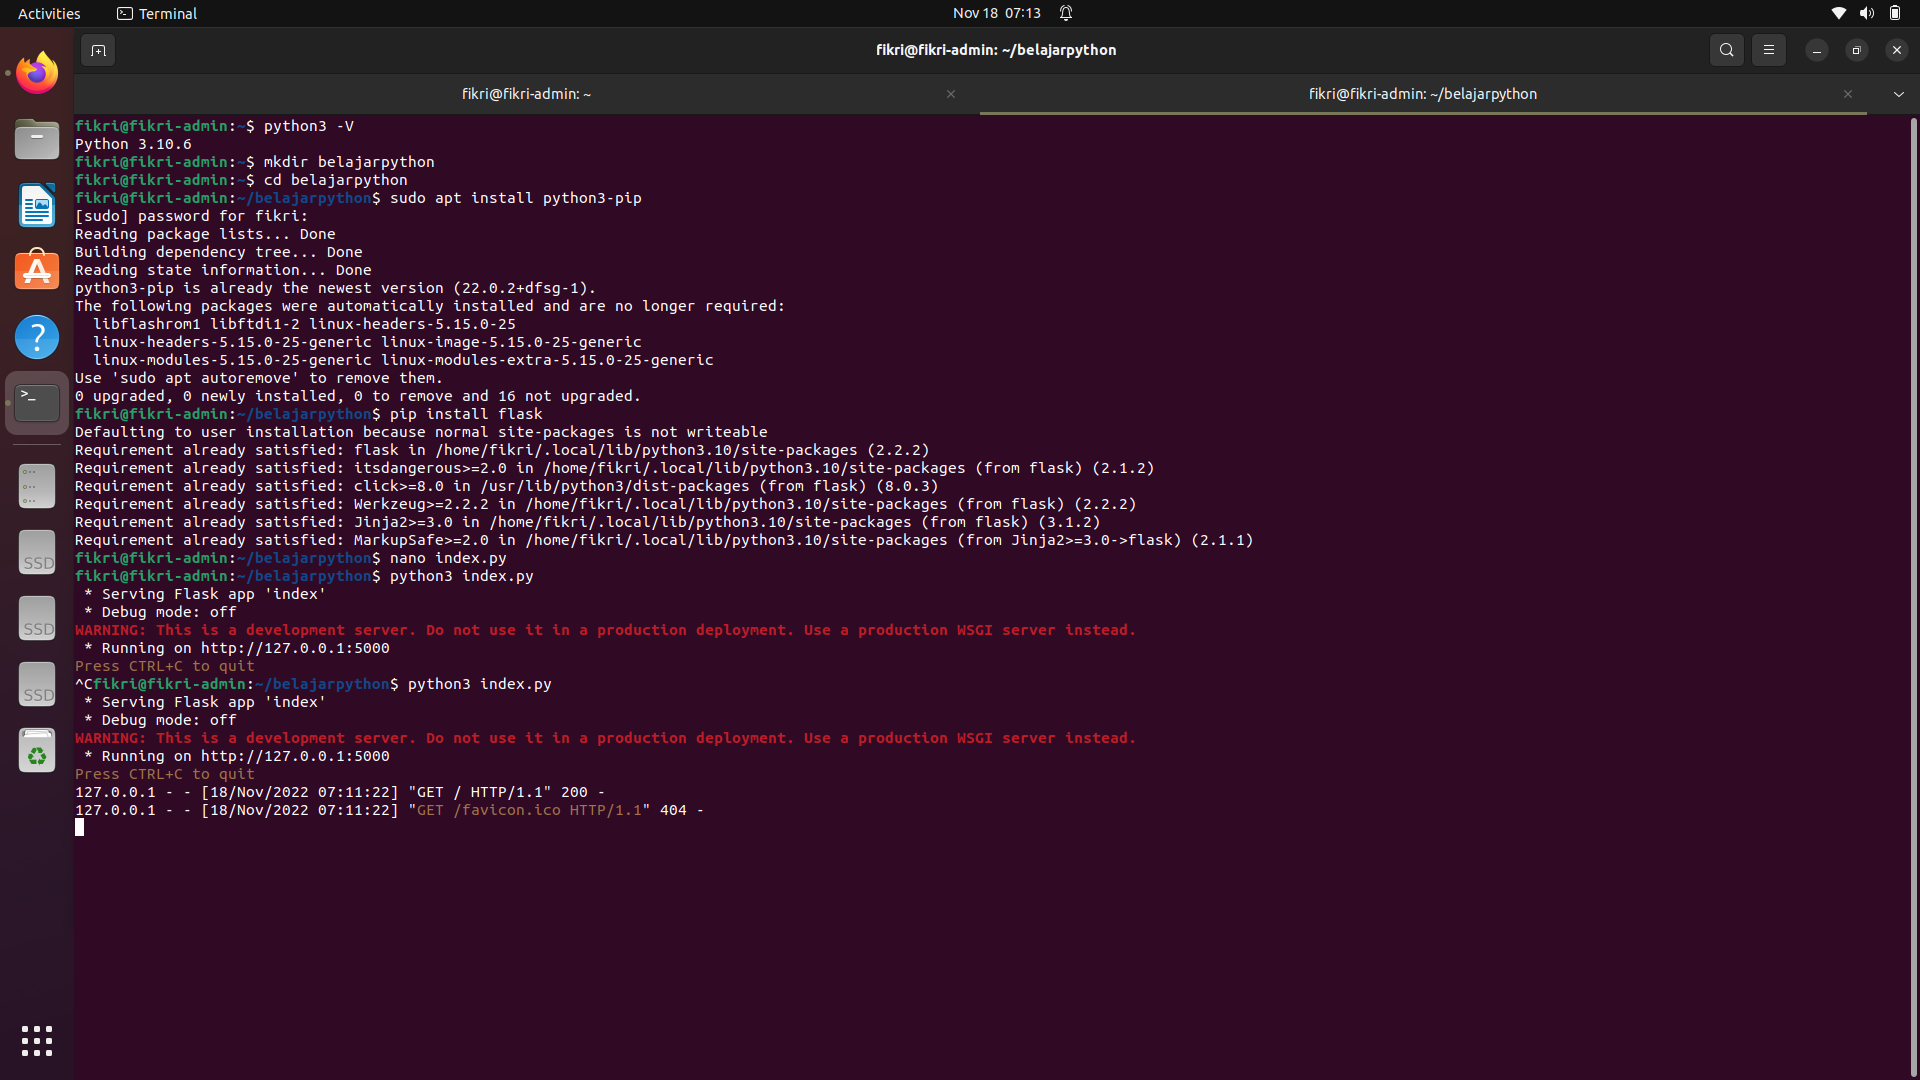 Activities
Terminal
Nov 18 07:13
fikri@fikri-admin: ~/belajarpython
fikri@fikri-admin: ~
fikri@fikri-admin: ~/belajarpython
fikri@fikri-admin:~$ python3 -V
Python 3.10.6
fikri@fikri-admin:~$ mkdir belajarpython
fikri@fikri-admin:~$ cd belajarpython
fikri@fikri-admin:~/belajarpython$ sudo apt install python3-pip
[sudo] password for fikri:
Reading package lists... Done
Building dependency tree... Done
Reading state information... Done
python3-pip is already the newest version (22.0.2+dfsg-1).
The following packages were automatically installed and are no longer required:
  libflashrom1 libftdi1-2 linux-headers-5.15.0-25
  linux-headers-5.15.0-25-generic linux-image-5.15.0-25-generic
  linux-modules-5.15.0-25-generic linux-modules-extra-5.15.0-25-generic
Use 'sudo apt autoremove' to remove them.
0 upgraded, 0 newly installed, 0 to remove and 16 not upgraded.
fikri@fikri-admin:~/belajarpython$ pip install flask
Defaulting to user installation because normal site-packages is not writeable
Requirement already satisfied: flask in /home/fikri/.local/lib/python3.10/site-packages (2.2.2)
Requirement already satisfied: itsdangerous>=2.0 in /home/fikri/.local/lib/python3.10/site-packages (from flask) (2.1.2)
Requirement already satisfied: click>=8.0 in /usr/lib/python3/dist-packages (from flask) (8.0.3)
Requirement already satisfied: Werkzeug>=2.2.2 in /home/fikri/.local/lib/python3.10/site-packages (from flask) (2.2.2)
Requirement already satisfied: Jinja2>=3.0 in /home/fikri/.local/lib/python3.10/site-packages (from flask) (3.1.2)
Requirement already satisfied: MarkupSafe>=2.0 in /home/fikri/.local/lib/python3.10/site-packages (from Jinja2>=3.0->flask) (2.1.1)
fikri@fikri-admin:~/belajarpython$ nano index.py
fikri@fikri-admin:~/belajarpython$ python3 index.py
 * Serving Flask app 'index'
 * Debug mode: off
WARNING: This is a development server. Do not use it in a production deployment. Use a production WSGI server instead.
 * Running on http://127.0.0.1:5000
Press CTRL+C to quit
^Cfikri@fikri-admin:~/belajarpython$ python3 index.py
 * Serving Flask app 'index'
 * Debug mode: off
WARNING: This is a development server. Do not use it in a production deployment. Use a production WSGI server instead.
 * Running on http://127.0.0.1:5000
Press CTRL+C to quit
127.0.0.1 - - [18/Nov/2022 07:11:22] "GET / HTTP/1.1" 200 -
127.0.0.1 - - [18/Nov/2022 07:11:22] "GET /favicon.ico HTTP/1.1" 404 -
SSD
SSD
SSD